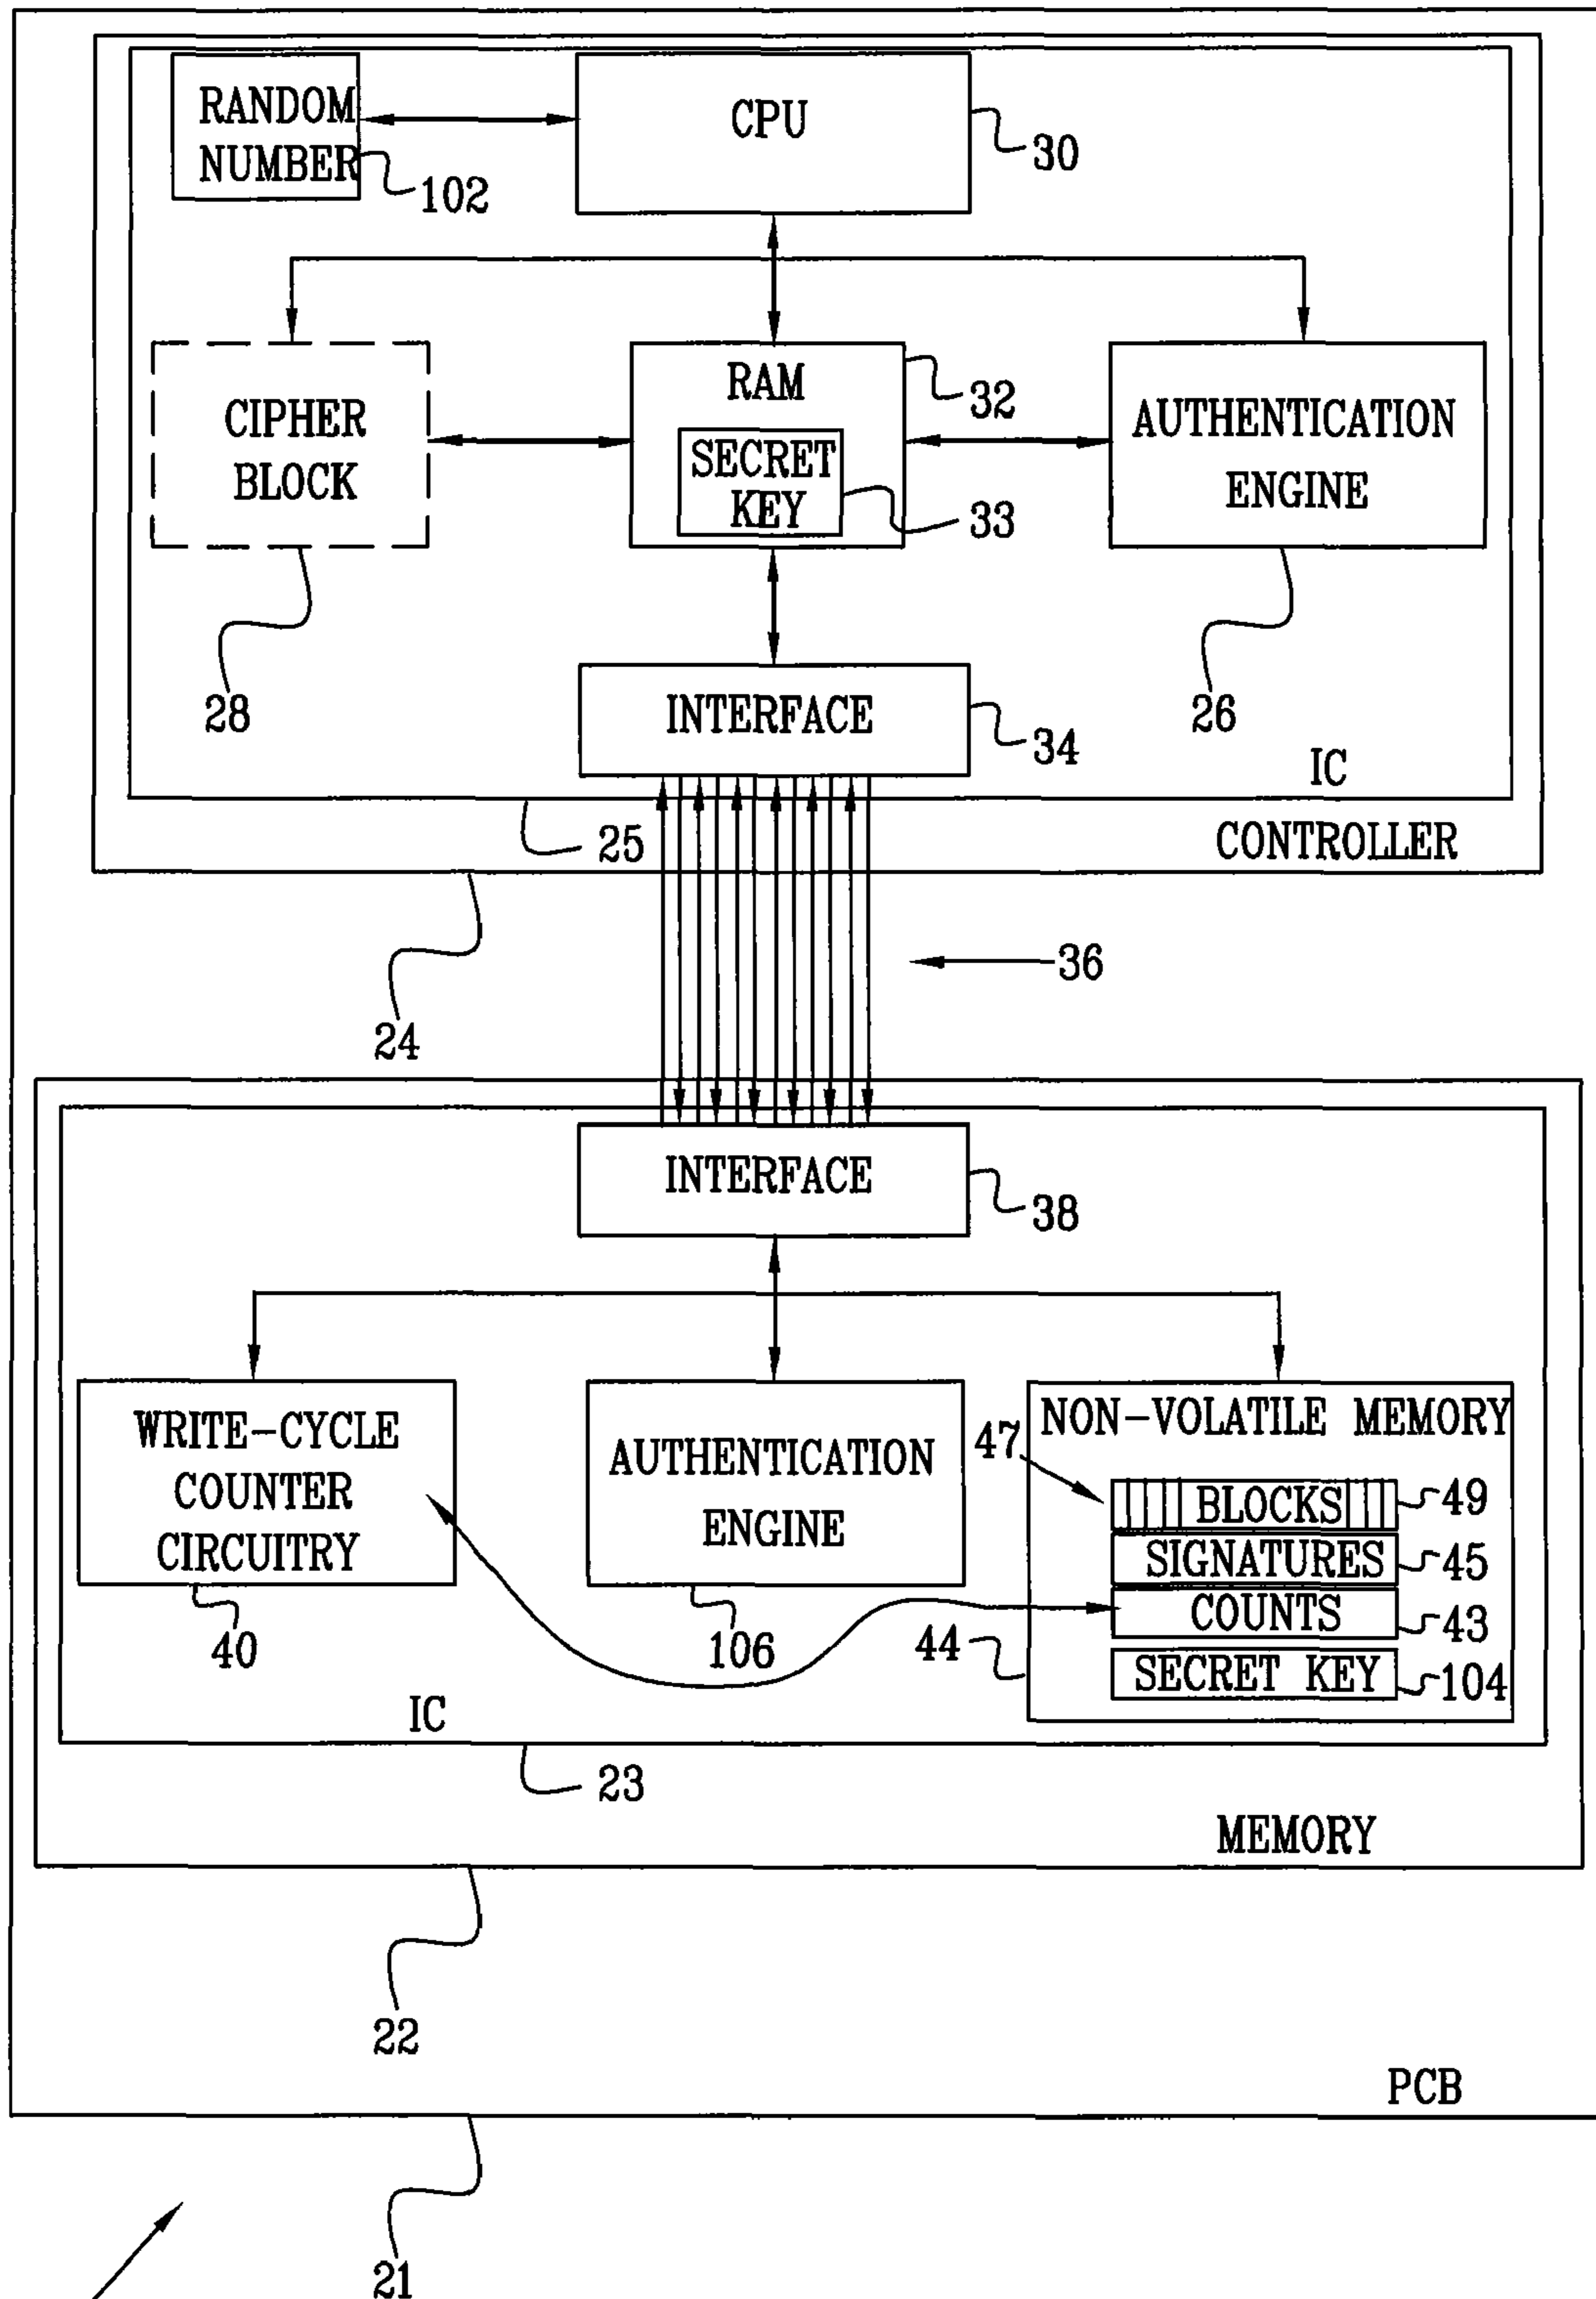 RANDOM
NUMBER
102
CPU
30
CIPHER
BLOCK
28
RAM
32
SECRET
KEY
33
AUTHENTICATION
ENGINE
26
INTERFACE
34
IC
25
CONTROLLER
24
36
INTERFACE
38
WRITE-CYCLE
COUNTER
CIRCUITRY
40
AUTHENTICATION
ENGINE
106
NON-VOLATILE MEMORY
47
BLOCKS
49
SIGNATURES
45
COUNTS
43
44
SECRET KEY
104
IC
23
MEMORY
22
PCB
21